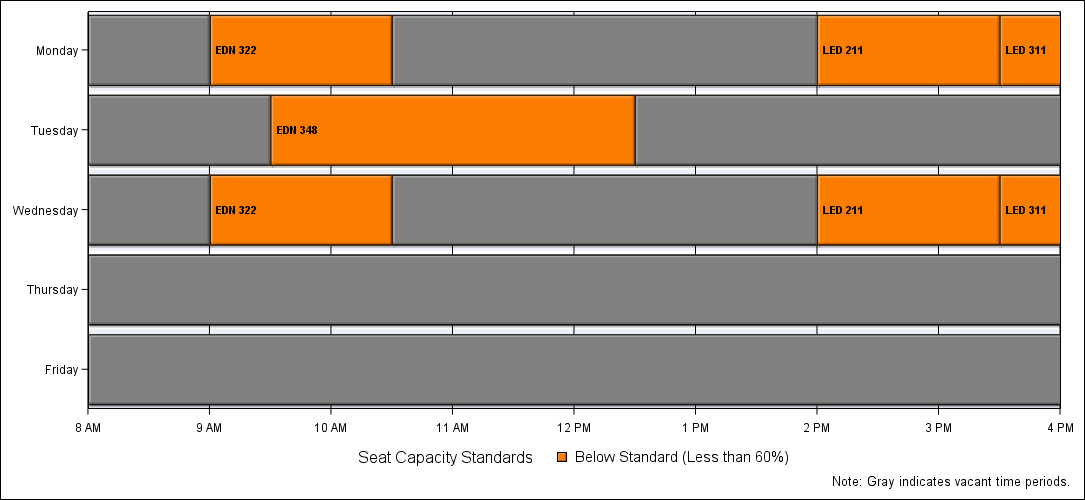 Monday
EDN 322
LED 211
LED 311
Tuesday
EDN 348
Wednesday
EDN 322
LED 211
LED 311
Thursday
Friday
8 AM 9 AM 10 AM 11 AM 12 PM 1 PM 2 PM 3 PM 4 PM
Seat Capacity Standards Below Standard (Less than 60%)
Note: Gray indicates vacant time periods.